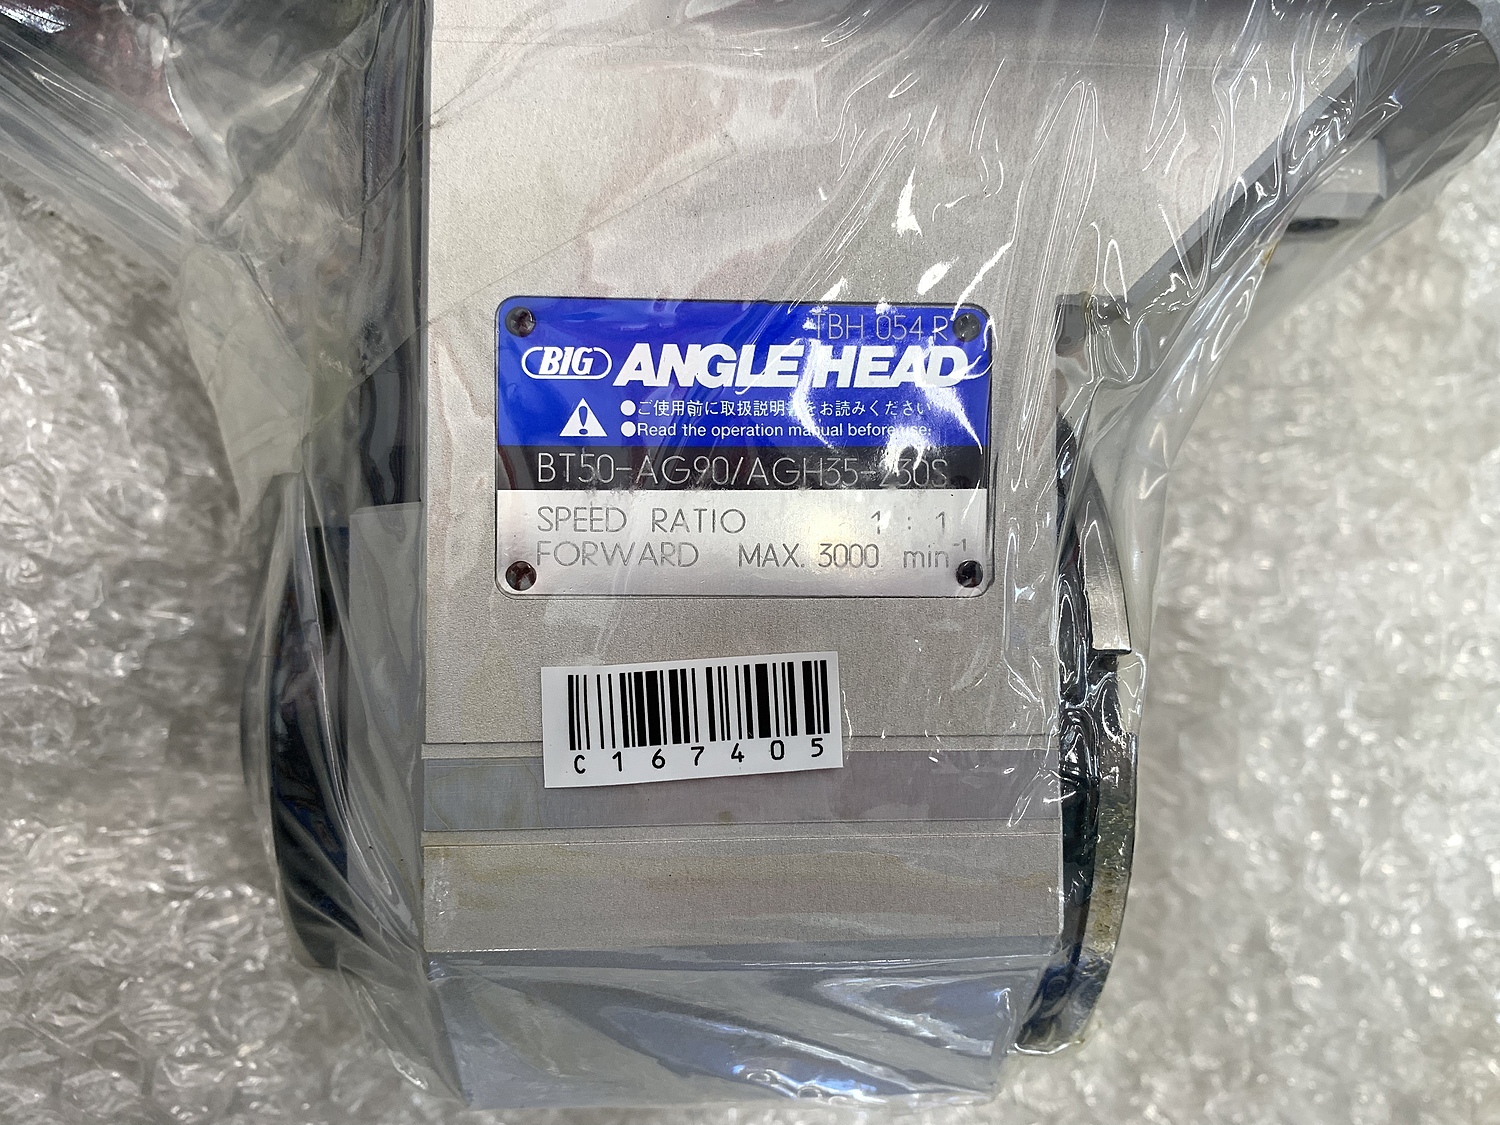 TBH 054 R
BIG ANGLE HEAD
●ご使用前に取扱説明書をお読みください
●Read the operation manual before use.
BT50-AG90/AGH35-230S
SPEED RATIO 1 : 1
FORWARD MAX. 3000 min⁻¹
C167405